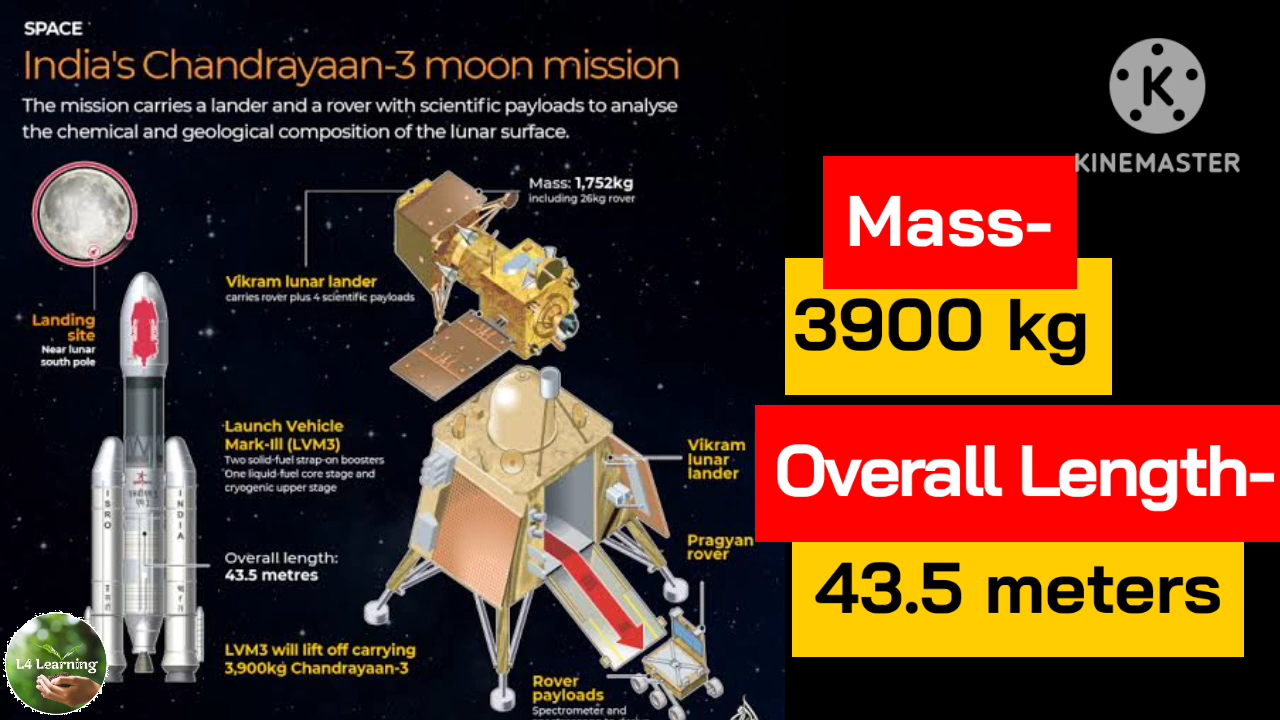 SPACE
India's Chandrayaan-3 moon mission
The mission carries a lander and a rover with scientific payloads to analyse
the chemical and geological composition of the lunar surface.
Mass: 1,752kg
including 26kg rover
Vikram lunar lander
carries rover plus 4 scientific payloads
Landing
site
Near lunar
south pole
Launch Vehicle
Mark-III (LVM3)
Two solid-fuel strap-on boosters
One liquid-fuel core stage and
cryogenic upper stage
ISRO
INDIA
Overall length:
43.5 metres
LVM3 will lift off carrying
3,900kg Chandrayaan-3
Vikram
lunar
lander
Pragyan
rover
Rover
payloads
Spectrometer and
L4 Learning
K
KINEMASTER
Mass-
3900 kg
Overall Length-
43.5 meters